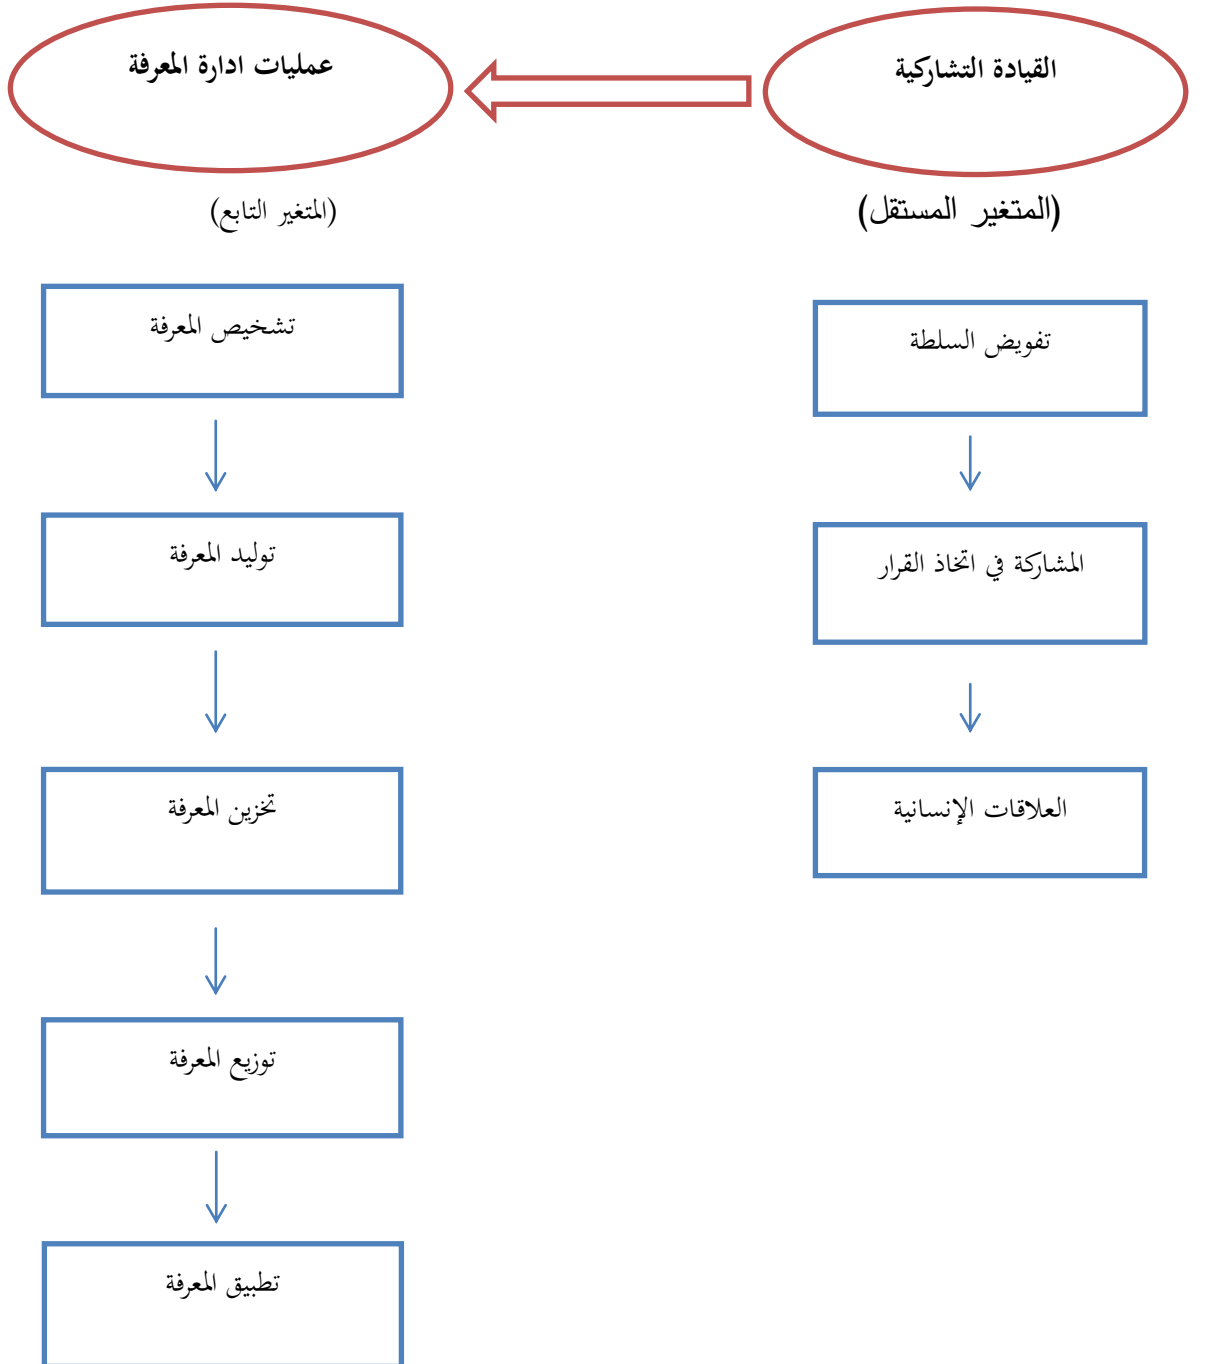 القيادة التشاركية
عمليات ادارة المعرفة
(المتغير المستقل)
(المتغير التابع)
تفويض السلطة
المشاركة في اتخاذ القرار
العلاقات الإنسانية
تشخيص المعرفة
توليد المعرفة
تخزين المعرفة
توزيع المعرفة
تطبيق المعرفة